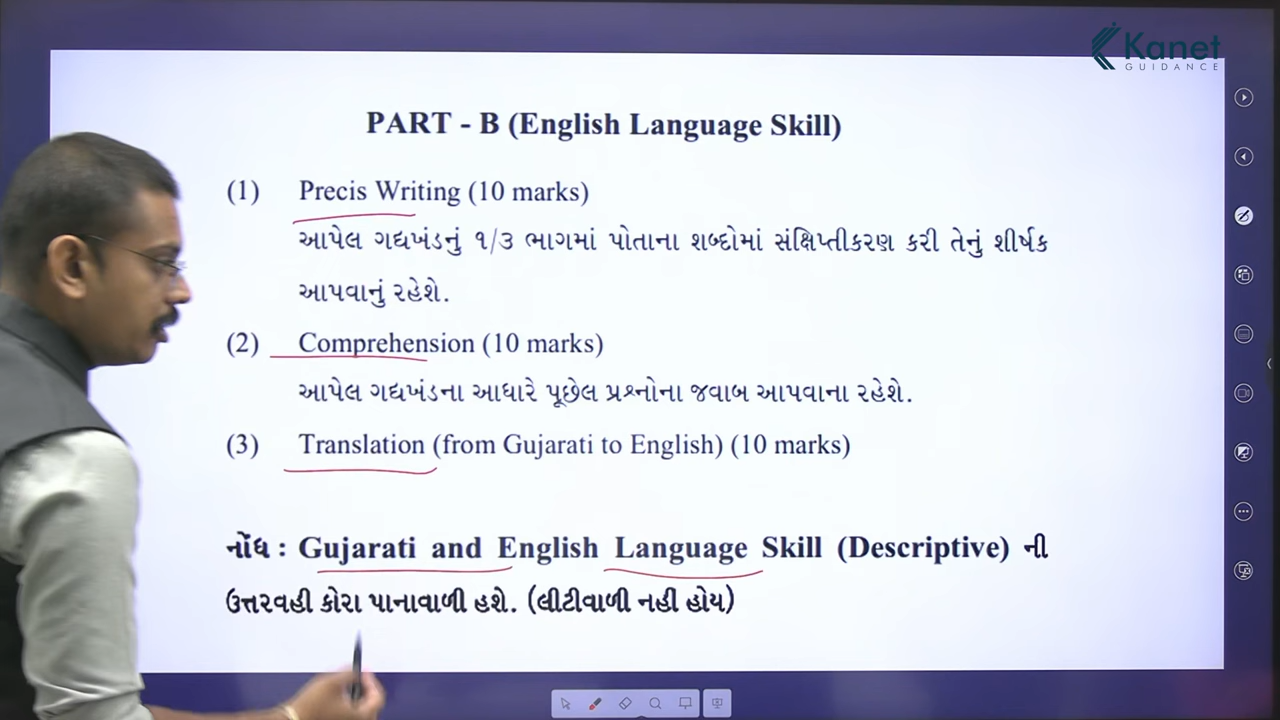 Kanet
GUIDANCE
PART - B (English Language Skill)
(1) Precis Writing (10 marks)
આપેલ ગદ્યખંડનું ૧/૩ ભાગમાં પોતાના શબ્દોમાં સંક્ષિપ્તીકરણ કરી તેનું શીર્ષક
આપવાનું રહેશે.
(2) Comprehension (10 marks)
આપેલ ગદ્યખંડના આધારે પૂછેલ પ્રશ્નોના જવાબ આપવાના રહેશે.
(3) Translation (from Gujarati to English) (10 marks)
નોંધ : Gujarati and English Language Skill (Descriptive) ની
ઉત્તરવહી કોરા પાનાવાળી હશે. (લીટીવાળી નહી હોય)